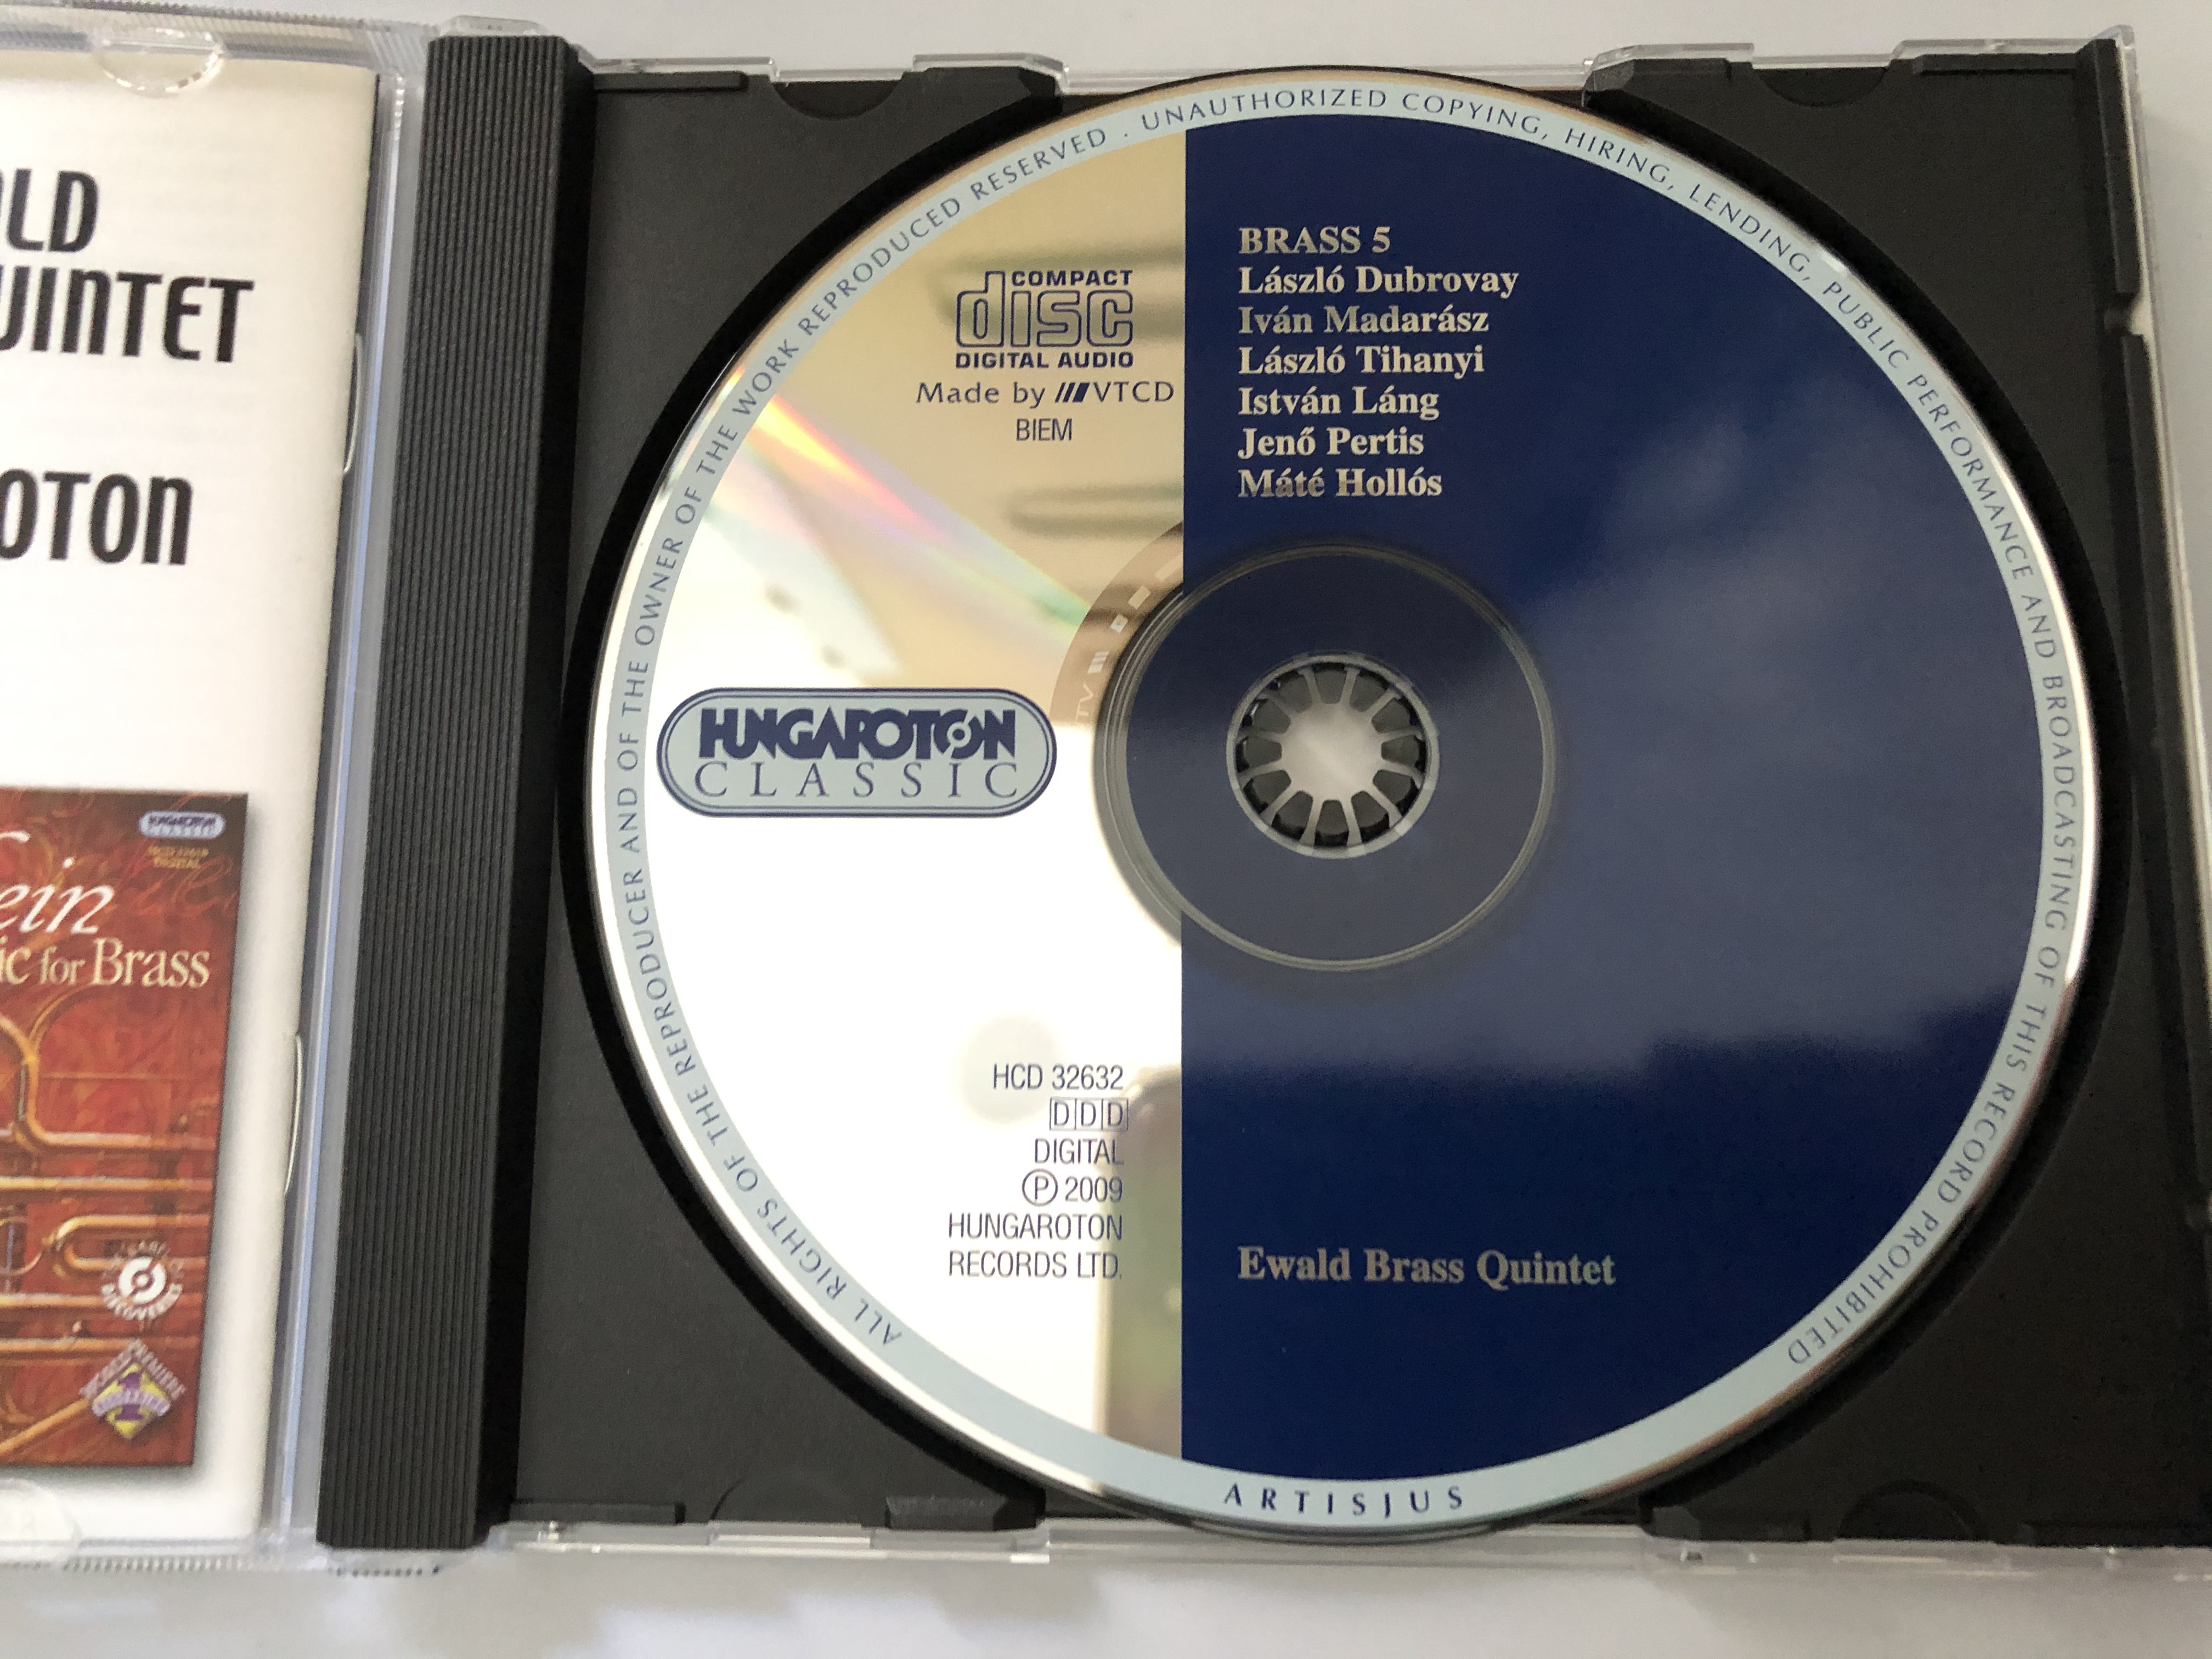 QUINTET
OTON
HUNGAROTON
CLASSIC
ein
for Brass
COMPACT
disc
DIGITAL AUDIO
Made by VTCD
BIEM
HUNGAROTON
CLASSIC
HCD 32632
DDD
DIGITAL
Ⓟ 2009
HUNGAROTON
RECORDS LTD.
BRASS 5
László Dubrovay
Iván Madarász
László Tihanyi
István Láng
Jenő Pertis
Máté Hollós
Ewald Brass Quintet
ALL RIGHTS OF THE REPRODUCER AND OF THE OWNER OF THE WORK REPRODUCED RESERVED . UNAUTHORIZED COPYING, HIRING, LENDING, PUBLIC PERFORMANCE AND BROADCASTING OF THIS RECORD PROHIBITED
ARTISJUS